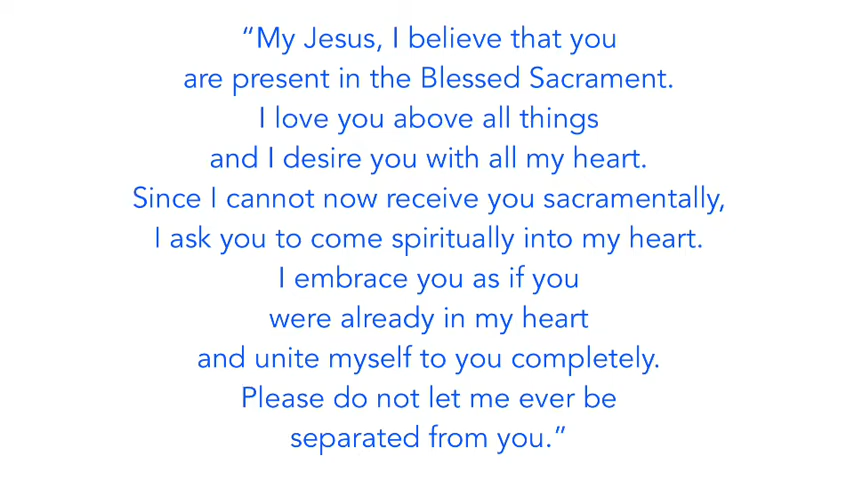 “My Jesus, I believe that you
are present in the Blessed Sacrament.
I love you above all things
and I desire you with all my heart.
Since I cannot now receive you sacramentally,
I ask you to come spiritually into my heart.
I embrace you as if you
were already in my heart
and unite myself to you completely.
Please do not let me ever be
separated from you.”